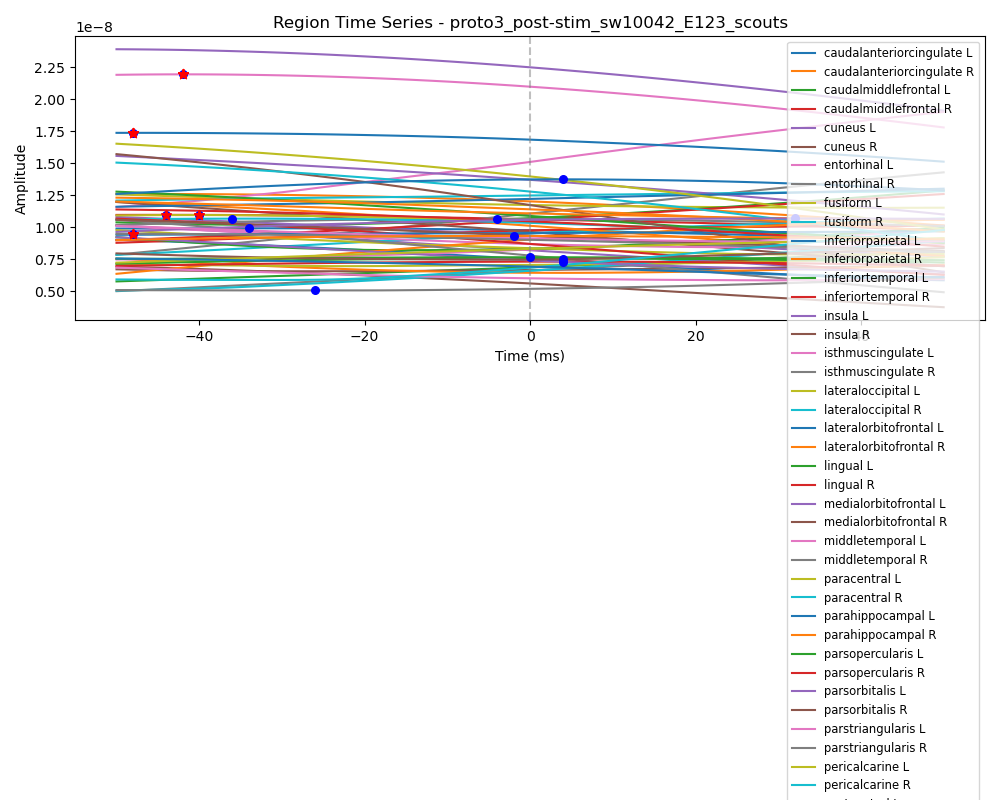 Region Time Series - proto3_post-stim_sw10042_E123_scouts
1e−8
2.25
2.00
1.75
1.50
1.25
1.00
0.75
0.50
Amplitude
−40
−20
0
20
40
Time (ms)
caudalanteriorcingulate L
caudalanteriorcingulate R
caudalmiddlefrontal L
caudalmiddlefrontal R
cuneus L
cuneus R
entorhinal L
entorhinal R
fusiform L
fusiform R
inferiorparietal L
inferiorparietal R
inferiortemporal L
inferiortemporal R
insula L
insula R
isthmuscingulate L
isthmuscingulate R
lateraloccipital L
lateraloccipital R
lateralorbitofrontal L
lateralorbitofrontal R
lingual L
lingual R
medialorbitofrontal L
medialorbitofrontal R
middletemporal L
middletemporal R
paracentral L
paracentral R
parahippocampal L
parahippocampal R
parsopercularis L
parsopercularis R
parsorbitalis L
parsorbitalis R
parstriangularis L
parstriangularis R
pericalcarine L
pericalcarine R